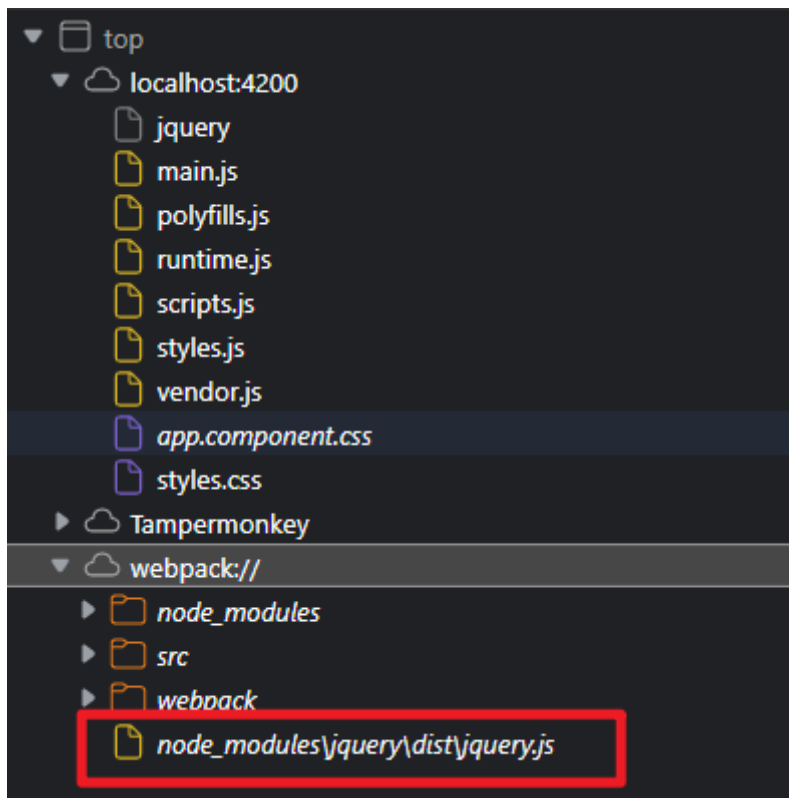 top
localhost:4200
jquery
main.js
polyfills.js
runtime.js
scripts.js
styles.js
vendor.js
app.component.css
styles.css
Tampermonkey
webpack://
node_modules
src
webpack
node_modules\jquery\dist\jquery.js